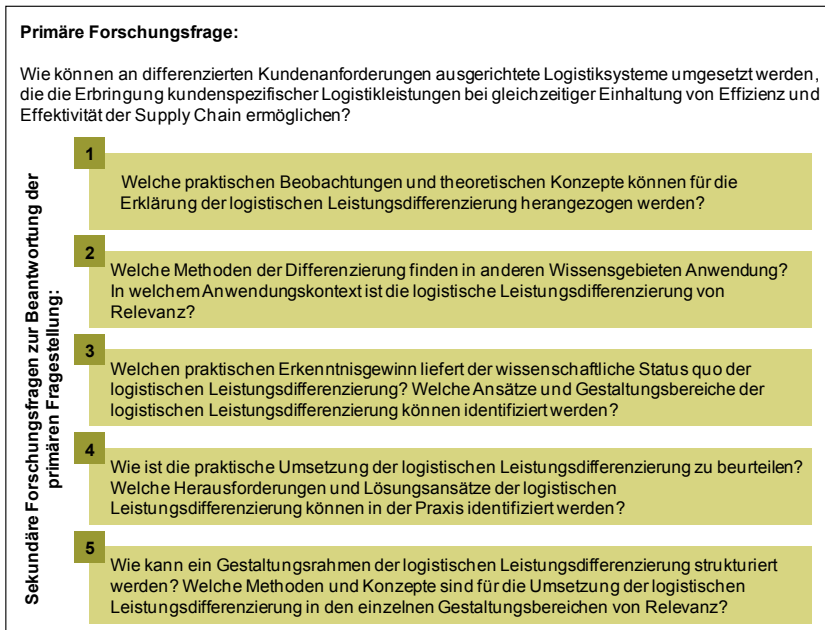 Primäre Forschungsfrage:
Wie können an differenzierten Kundenanforderungen ausgerichtete Logistiksysteme umgesetzt werden,
die die Erbringung kundenspezifischer Logistikleistungen bei gleichzeitiger Einhaltung von Effizienz und
Effektivität der Supply Chain ermöglichen?
Sekundäre Forschungsfragen zur Beantwortung der
primären Fragestellung:
1
Welche praktischen Beobachtungen und theoretischen Konzepte können für die
Erklärung der logistischen Leistungsdifferenzierung herangezogen werden?
2
Welche Methoden der Differenzierung finden in anderen Wissensgebieten Anwendung?
In welchem Anwendungskontext ist die logistische Leistungsdifferenzierung von
Relevanz?
3
Welchen praktischen Erkenntnisgewinn liefert der wissenschaftliche Status quo der
logistischen Leistungsdifferenzierung? Welche Ansätze und Gestaltungsbereiche der
logistischen Leistungsdifferenzierung können identifiziert werden?
4
Wie ist die praktische Umsetzung der logistischen Leistungsdifferenzierung zu beurteilen?
Welche Herausforderungen und Lösungsansätze der logistischen
Leistungsdifferenzierung können in der Praxis identifiziert werden?
5
Wie kann ein Gestaltungsrahmen der logistischen Leistungsdifferenzierung strukturiert
werden? Welche Methoden und Konzepte sind für die Umsetzung der logistischen
Leistungsdifferenzierung in den einzelnen Gestaltungsbereichen von Relevanz?